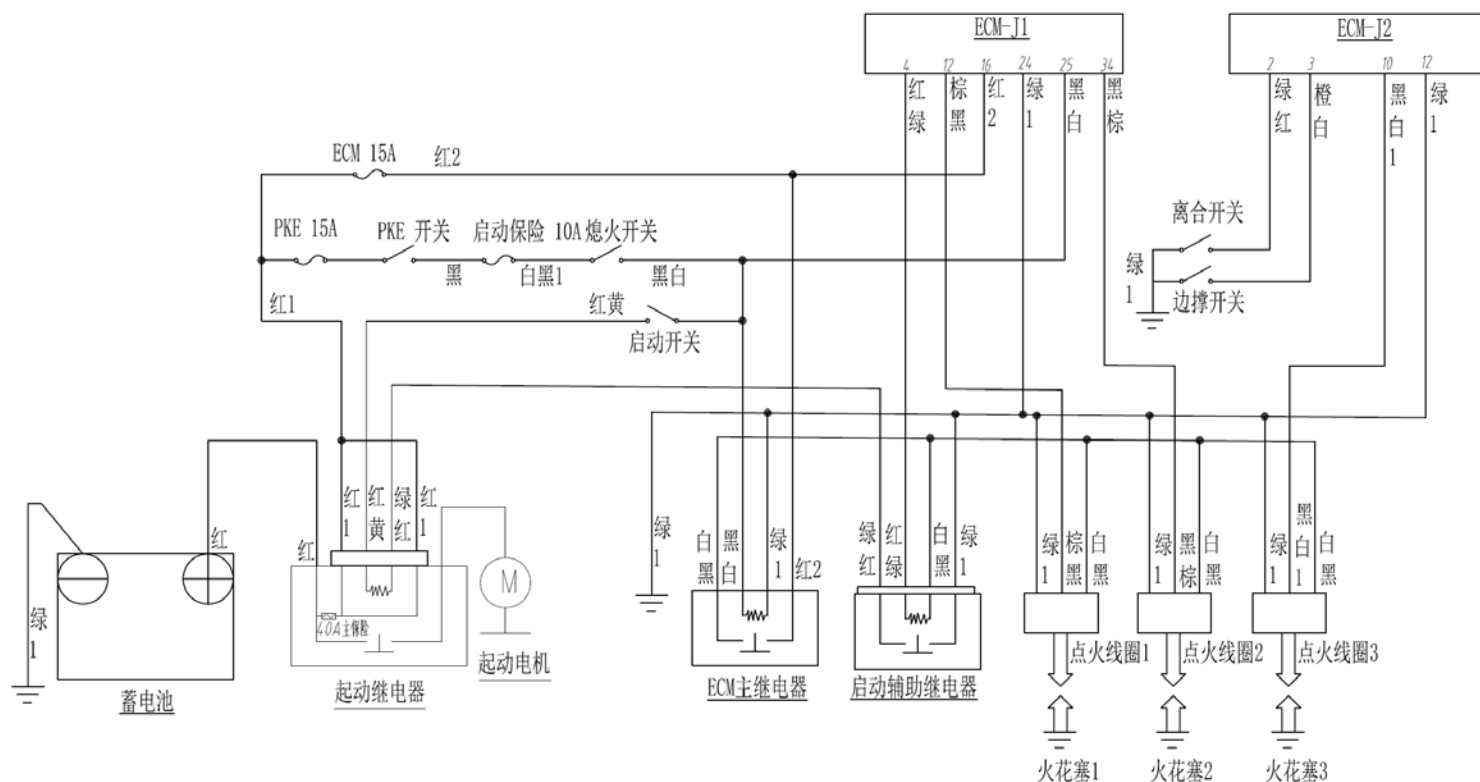 ECM-J1
ECM-J2
4 12 16 24 25 34
2 3 10 12
红绿
棕黑
红2
绿1
黑白
黑棕
绿红
橙白
黑白1
绿1
ECM 15A
红2
PKE 15A
PKE 开关
启动保险 10A
熄火开关
黑
白黑1
黑白
红1
红黄
启动开关
离合开关
绿1
边撑开关
红
红
红1
红黄
绿红
红1
绿1
白黑
黑白
绿1
红2
绿红
红绿
白黑
绿1
绿1
棕黑
白黑
绿1
黑棕
白黑
绿1
黑白1
白黑
绿1
M
40A主保险
蓄电池
起动继电器
起动电机
ECM主继电器
启动辅助继电器
点火线圈1
点火线圈2
点火线圈3
火花塞1
火花塞2
火花塞3